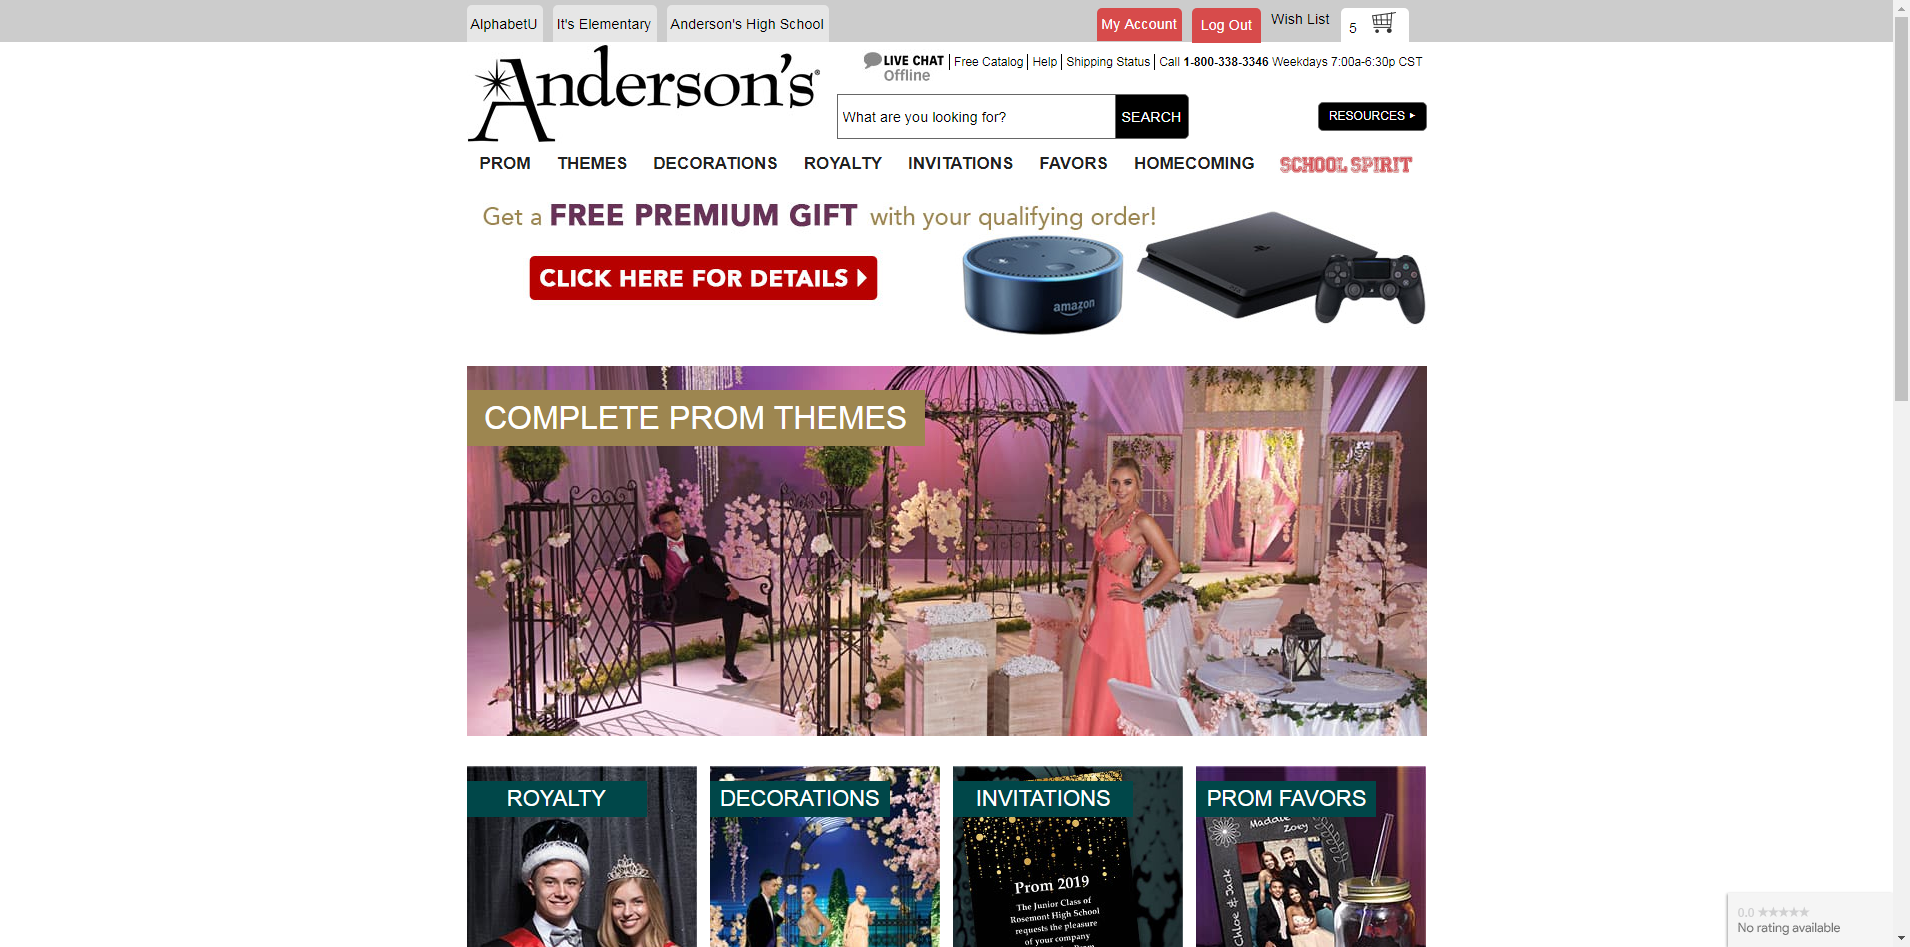 AlphabetU It's Elementary Anderson's High School My Account Log Out Wish List 5
Anderson's®
LIVE CHAT Offline Free Catalog Help Shipping Status Call 1-800-338-3346 Weekdays 7:00a-6:30p CST
What are you looking for? SEARCH RESOURCES
PROM THEMES DECORATIONS ROYALTY INVITATIONS FAVORS HOMECOMING SCHOOL SPIRIT
Get a FREE PREMIUM GIFT with your qualifying order!
CLICK HERE FOR DETAILS
amazon
COMPLETE PROM THEMES
ROYALTY DECORATIONS INVITATIONS PROM FAVORS
Maddie
Zoey
Chloe & Jack
Prom 2019
The Junior Class of
Rosemont High School
requests the pleasure
of your company
Prom
0.0 ★★★★★
No rating available